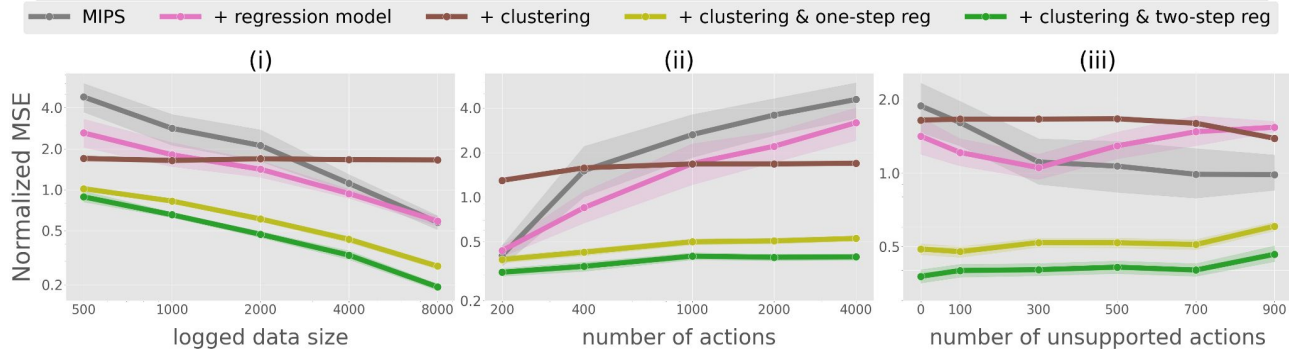 MIPS + regression model + clustering + clustering & one-step reg + clustering & two-step reg
(i) (ii) (iii)
Normalized MSE
4.0
2.0
1.0
0.5
0.2
500 1000 2000 4000 8000
logged data size
4.0
2.0
1.0
0.5
0.2
200 400 1000 2000 4000
number of actions
2.0
1.0
0.5
0 100 300 500 700 900
number of unsupported actions